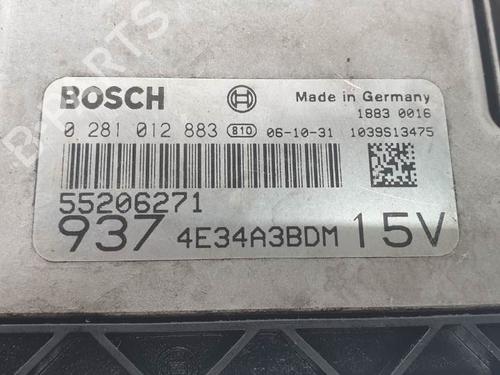 BOSCH Made in Germany
1883 0016
0 281 012 883 810 06-10-31 1039S13475
55206271
937 4E34A3BDM 15V